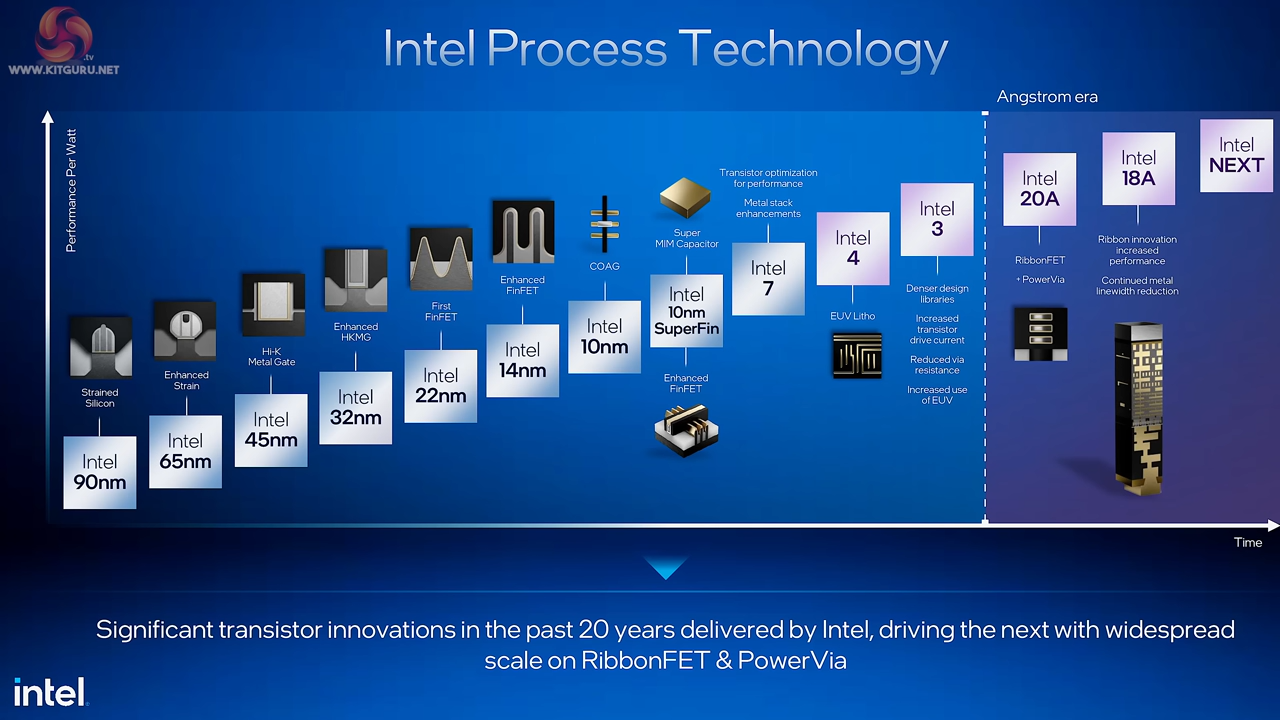 .tv
WWW.KITGURU.NET
Intel Process Technology
Angstrom era
Performance Per Watt
Strained
Silicon
Intel
90nm
Enhanced
Strain
Intel
65nm
Hi-K
Metal Gate
Intel
45nm
Enhanced
HKMG
Intel
32nm
First
FinFET
Intel
22nm
Enhanced
FinFET
Intel
14nm
COAG
Intel
10nm
Super
MIM Capacitor
Intel
10nm
SuperFin
Enhanced
FinFET
Transistor optimization
for performance
Metal stack
enhancements
Intel
7
Intel
4
EUV Litho
Intel
3
Denser design
libraries
Increased
transistor
drive current
Reduced via
resistance
Increased use
of EUV
Intel
20A
RibbonFET
+ PowerVia
Intel
18A
Ribbon innovation
increased
performance
Continued metal
linewidth reduction
Intel
NEXT
Time
Significant transistor innovations in the past 20 years delivered by Intel, driving the next with widespread
scale on RibbonFET & PowerVia
intel